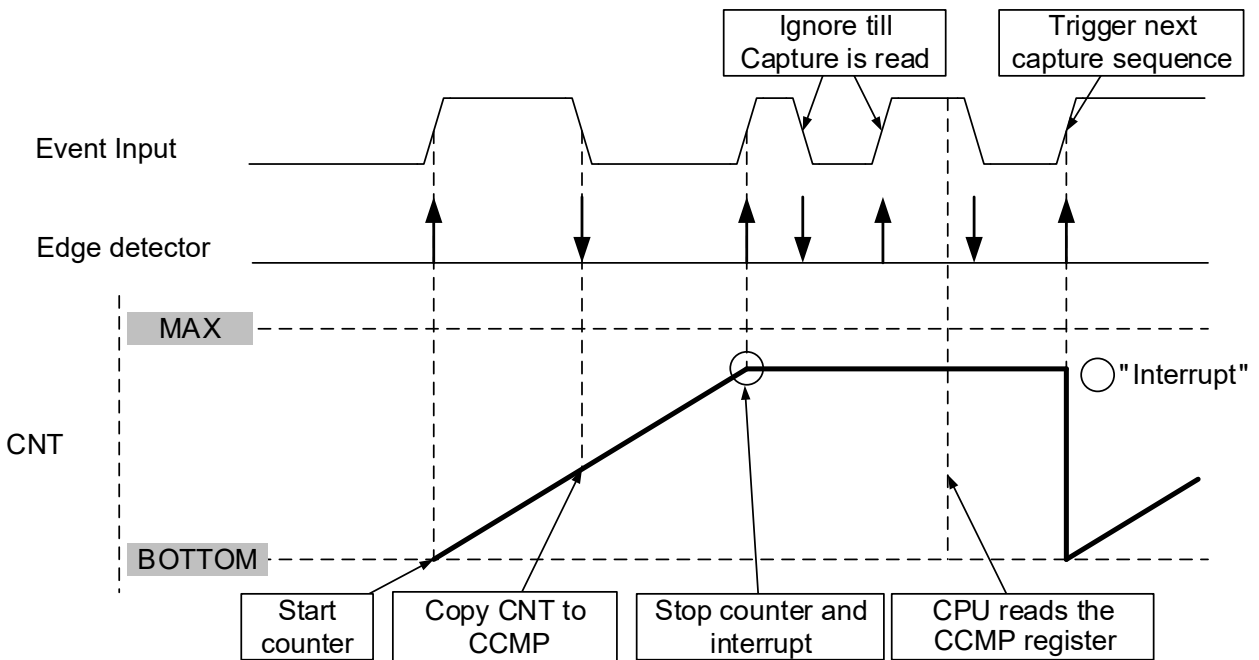 Ignore till
Capture is read
Trigger next
capture sequence
Event Input
Edge detector
MAX
"Interrupt"
CNT
BOTTOM
Start
counter
Copy CNT to
CCMP
Stop counter and
interrupt
CPU reads the
CCMP register